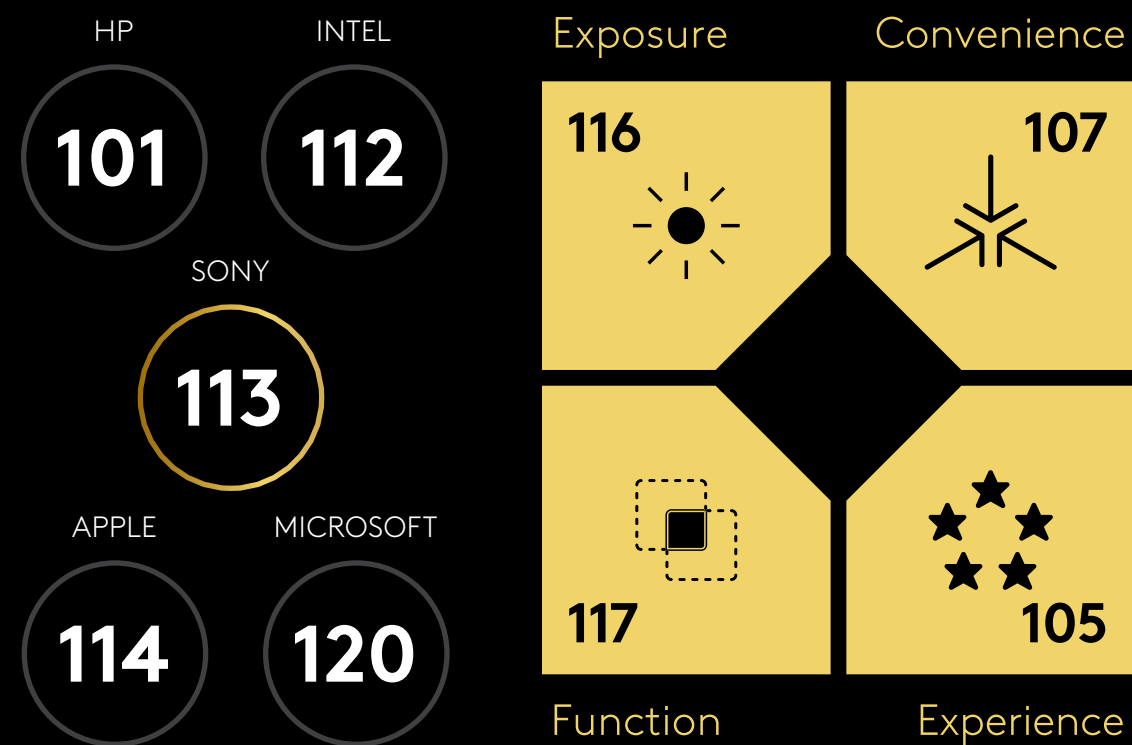 HP
INTEL
101
112
SONY
113
APPLE
MICROSOFT
114
120
Exposure
Convenience
116
107
117
105
Function
Experience